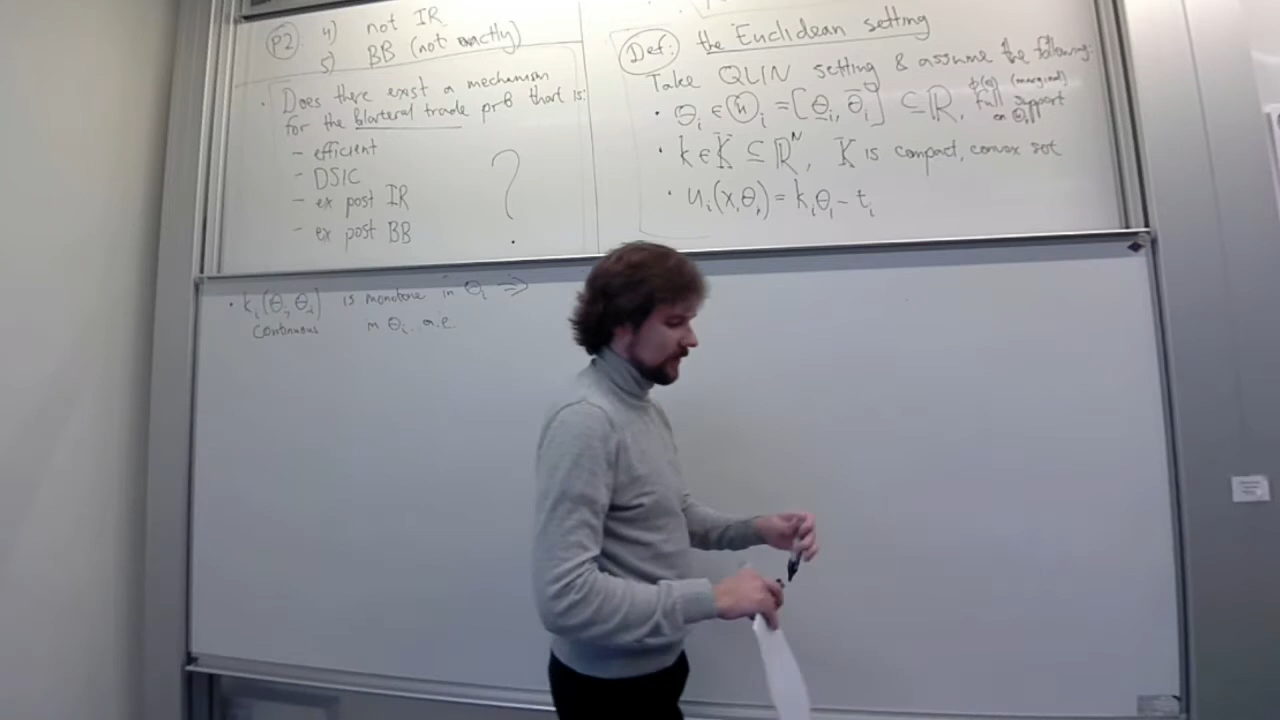 P2 4) not IR
5) BB (not exactly)
• Does there exist a mechanism
for the bilateral trade prb that is:
- efficient
- DSIC
- ex post IR
- ex post BB
?
Def: the Euclidean setting
Take QLIN setting & assume the following:
• θᵢ ∈ Θᵢ = [θ̲ᵢ, θ̄ᵢ] ⊆ ℝ, ϕ(θ) (marginal) full support on Θᵢ
• k ∈ K ⊆ ℝᴺ, K is compact, convex set
• uᵢ(x,θᵢ) = kᵢθᵢ - tᵢ
• kᵢ(θᵢ, θ₋ᵢ) is monotone in θᵢ ⇒
continuous in θᵢ a.e.